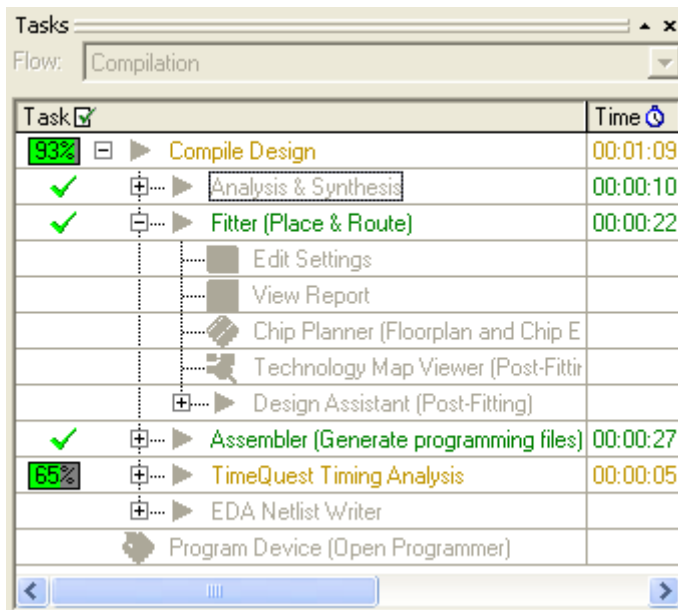 Tasks
Flow: Compilation
Task Time
93% Compile Design 00:01:09
Analysis & Synthesis 00:00:10
Fitter (Place & Route) 00:00:22
Edit Settings
View Report
Chip Planner (Floorplan and Chip E
Technology Map Viewer (Post-Fittin
Design Assistant (Post-Fitting)
Assembler (Generate programming files) 00:00:27
65% TimeQuest Timing Analysis 00:00:05
EDA Netlist Writer
Program Device (Open Programmer)